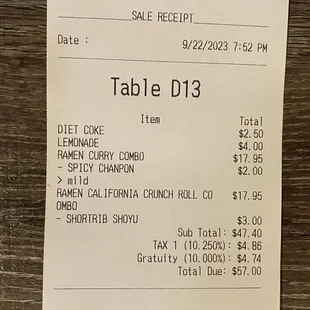 SALE RECEIPT
Date : 9/22/2023 7:52 PM
Table D13
Item Total
DIET COKE $2.50
LEMONADE $4.00
RAMEN CURRY COMBO $17.95
- SPICY CHANPON $2.00
> mild
RAMEN CALIFORNIA CRUNCH ROLL CO $17.95
OMBO
- SHORTRIB SHOYU $3.00
Sub Total: $47.40
TAX 1 (10.250%): $4.86
Gratuity (10.000%): $4.74
Total Due: $57.00